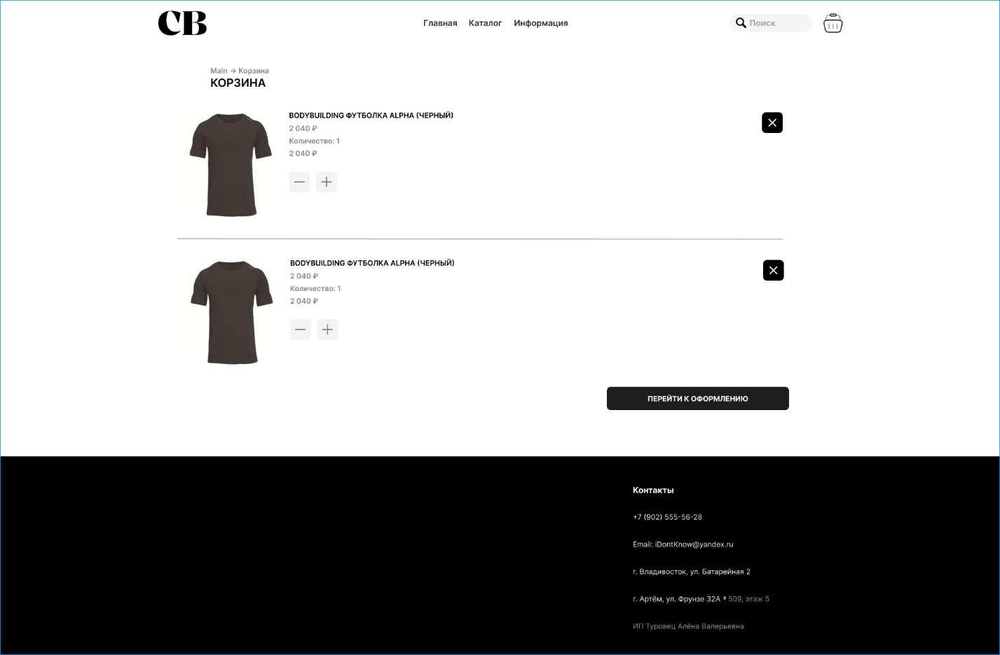 CB
Главная Каталог Информация
Поиск
Main → Корзина
КОРЗИНА
BODYBUILDING ФУТБОЛКА ALPHA (ЧЕРНЫЙ)
2 040 ₽
Количество: 1
2 040 ₽
BODYBUILDING ФУТБОЛКА ALPHA (ЧЕРНЫЙ)
2 040 ₽
Количество: 1
2 040 ₽
ПЕРЕЙТИ К ОФОРМЛЕНИЮ
Контакты
+7 (902) 555-56-28
Email: iDontKnow@yandex.ru
г. Владивосток, ул. Батарейная 2
г. Артём, ул. Фрунзе 32А • 509, этаж 5
ИП Туровец Алёна Валерьевна